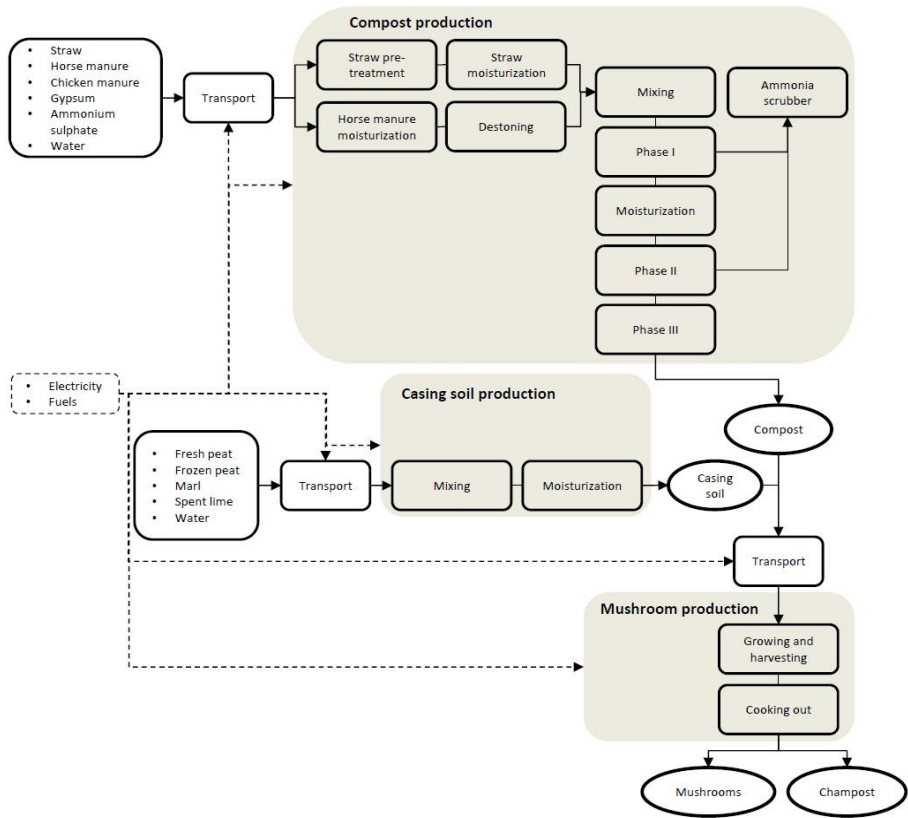 Compost production
• Straw
• Horse manure
• Chicken manure
• Gypsum
• Ammonium
sulphate
• Water
Transport
Straw pre-
treatment
Straw
moisturization
Horse manure
moisturization
Destoning
Mixing
Ammonia
scrubber
Phase I
Moisturization
Phase II
Phase III
• Electricity
• Fuels
Casing soil production
Compost
• Fresh peat
• Frozen peat
• Marl
• Spent lime
• Water
Transport
Mixing
Moisturization
Casing
soil
Transport
Mushroom production
Growing and
harvesting
Cooking out
Mushrooms
Champost